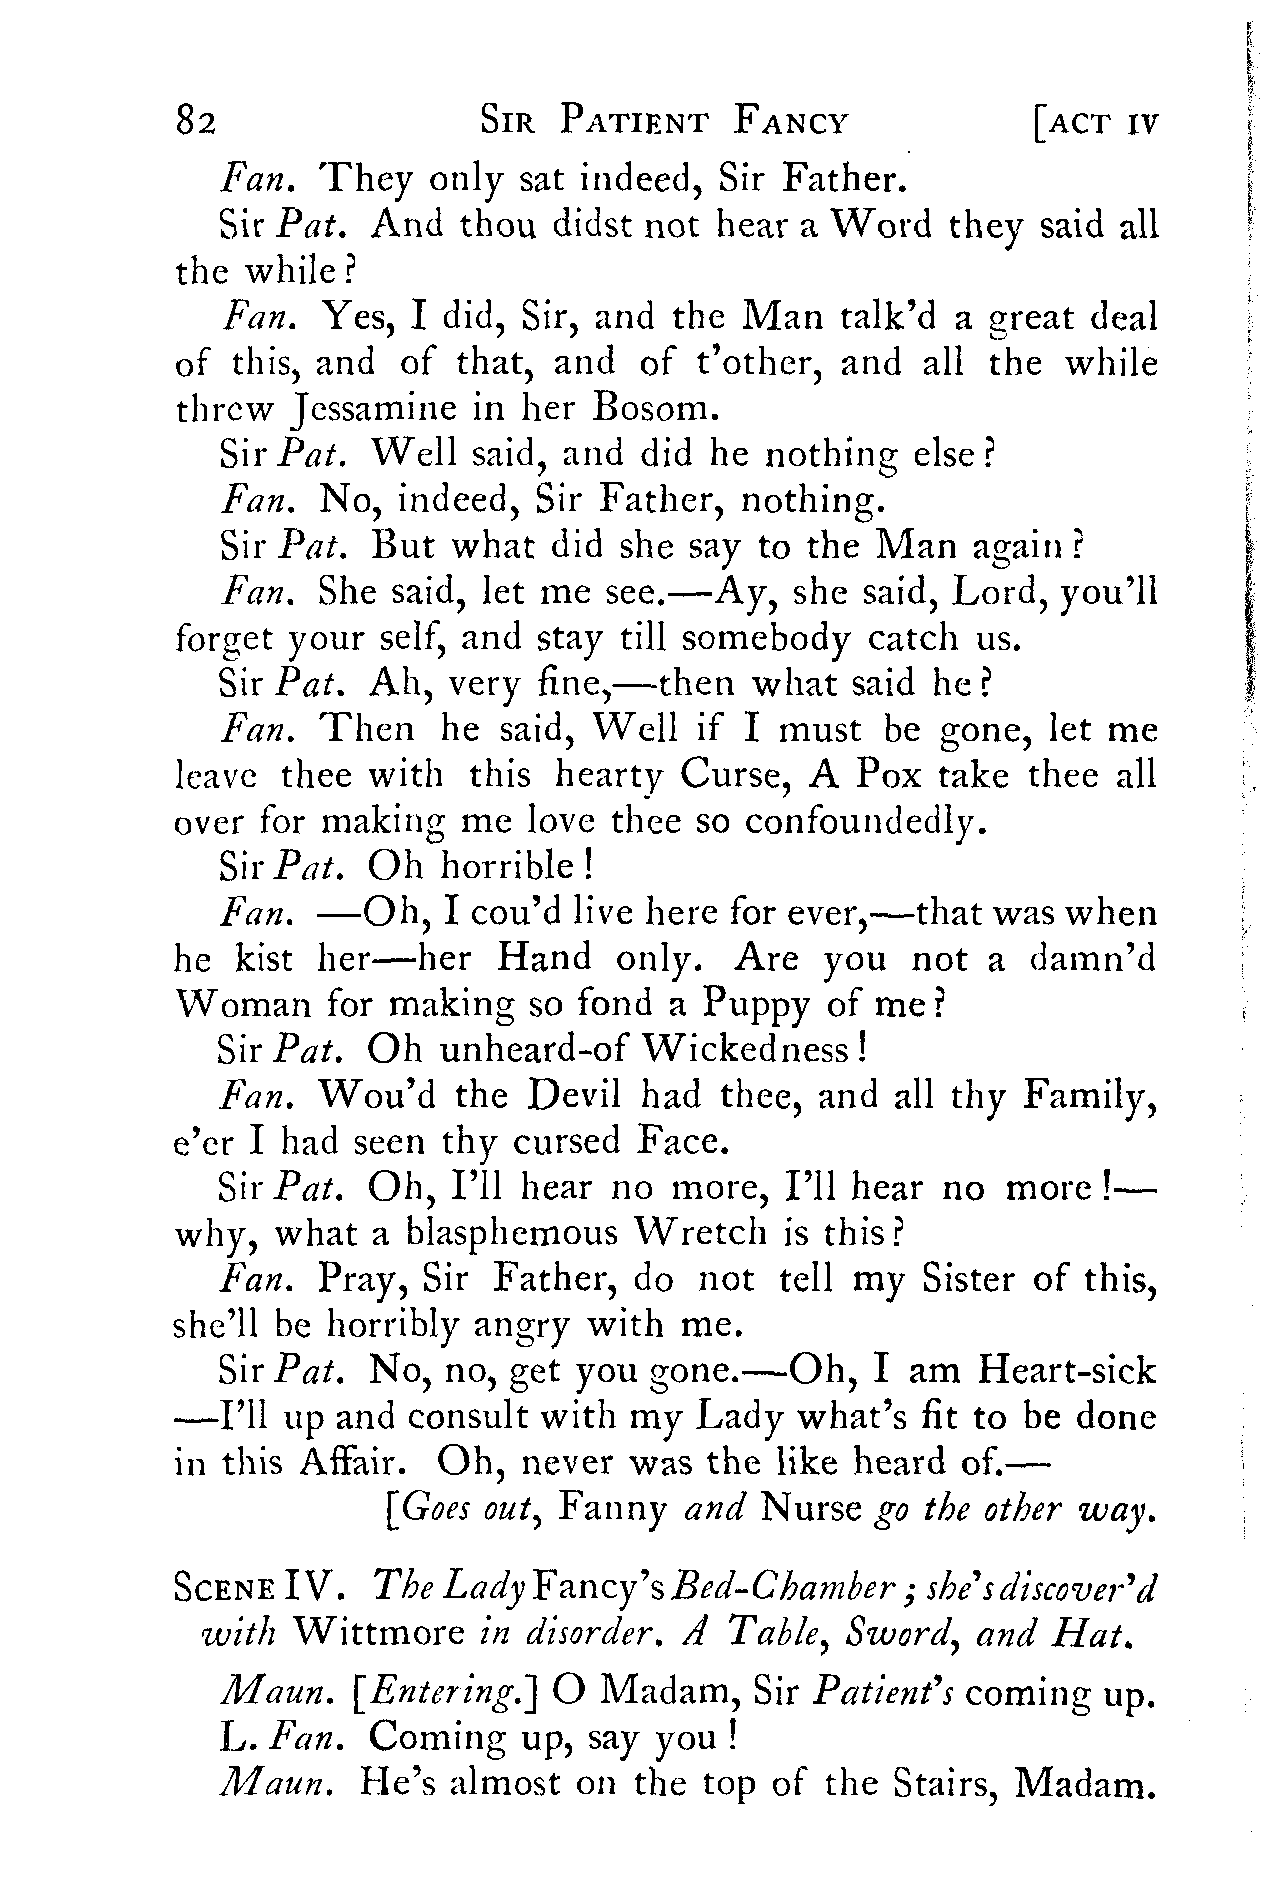 82 SIR PATIENT FANCY [ACT IV
Fan. They only sat indeed, Sir Father.
Sir Pat. And thou didst not hear a Word they said all
the while?
Fan. Yes, I did, Sir, and the Man talk'd a great deal
of this, and of that, and of t'other, and all the while
threw Jessamine in her Bosom.
Sir Pat. Well said, and did he nothing else?
Fan. No, indeed, Sir Father, nothing.
Sir Pat. But what did she say to the Man again?
Fan. She said, let me see.—Ay, she said, Lord, you'll
forget your self, and stay till somebody catch us.
Sir Pat. Ah, very fine,—then what said he?
Fan. Then he said, Well if I must be gone, let me
leave thee with this hearty Curse, A Pox take thee all
over for making me love thee so confoundedly.
Sir Pat. Oh horrible!
Fan. —Oh, I cou'd live here for ever,—that was when
he kist her—her Hand only. Are you not a damn'd
Woman for making so fond a Puppy of me?
Sir Pat. Oh unheard-of Wickedness!
Fan. Wou'd the Devil had thee, and all thy Family,
e'er I had seen thy cursed Face.
Sir Pat. Oh, I'll hear no more, I'll hear no more!—
why, what a blasphemous Wretch is this?
Fan. Pray, Sir Father, do not tell my Sister of this,
she'll be horribly angry with me.
Sir Pat. No, no, get you gone.—Oh, I am Heart-sick
—I'll up and consult with my Lady what's fit to be done
in this Affair. Oh, never was the like heard of.—
[Goes out, Fanny and Nurse go the other way.
SCENE IV. The Lady Fancy's Bed-Chamber; she's discover'd
with Wittmore in disorder. A Table, Sword, and Hat.
Maun. [Entering.] O Madam, Sir Patient's coming up.
L. Fan. Coming up, say you!
Maun. He's almost on the top of the Stairs, Madam.